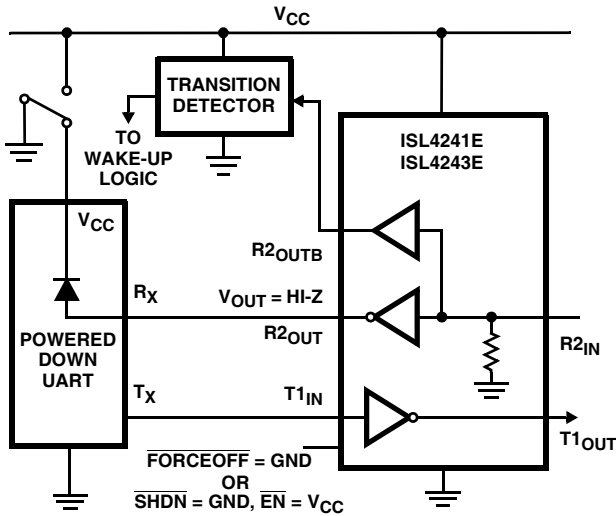 VCC
TRANSITION
DETECTOR
TO
WAKE-UP
LOGIC
ISL4241E
ISL4243E
VCC
R2OUTB
RX
VOUT = HI-Z
POWERED
DOWN
UART
R2OUT
R2IN
TX
T1IN
T1OUT
FORCEOFF = GND
OR
SHDN = GND, EN = VCC